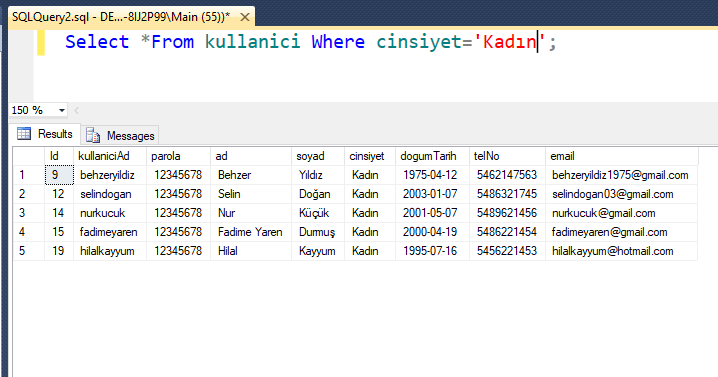 SQLQuery2.sql - DE...-8IJ2P99\Main (55))* ×
Select *From kullanici Where cinsiyet='Kadın';
150 %
Results Messages
Id kullaniciAd parola ad soyad cinsiyet dogumTarih telNo email
1 9 behzeryildiz 12345678 Behzer Yıldız Kadın 1975-04-12 5462147563 behzeryildiz1975@gmail.com
2 12 selindogan 12345678 Selin Doğan Kadın 2003-01-07 5486321745 selindogan03@gmail.com
3 14 nurkucuk 12345678 Nur Küçük Kadın 2001-05-07 5489621456 nurkucuk@gmail.com
4 15 fadimeyaren 12345678 Fadime Yaren Durmuş Kadın 2000-04-19 5486221454 fadimeyaren@gmail.com
5 19 hilalkayyum 12345678 Hilal Kayyum Kadın 1995-07-16 5456221453 hilalkayyum@hotmail.com